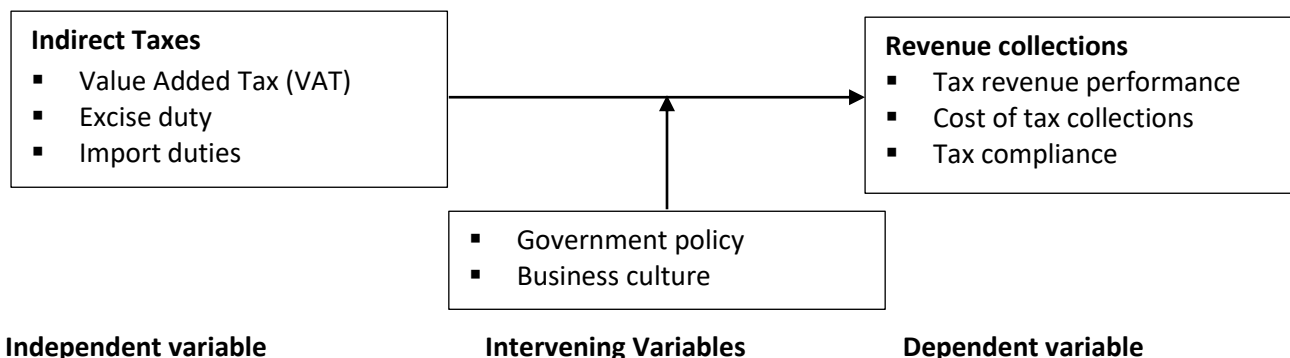 Indirect Taxes
▪ Value Added Tax (VAT)
▪ Excise duty
▪ Import duties
Revenue collections
▪ Tax revenue performance
▪ Cost of tax collections
▪ Tax compliance
▪ Government policy
▪ Business culture
Independent variable
Intervening Variables
Dependent variable